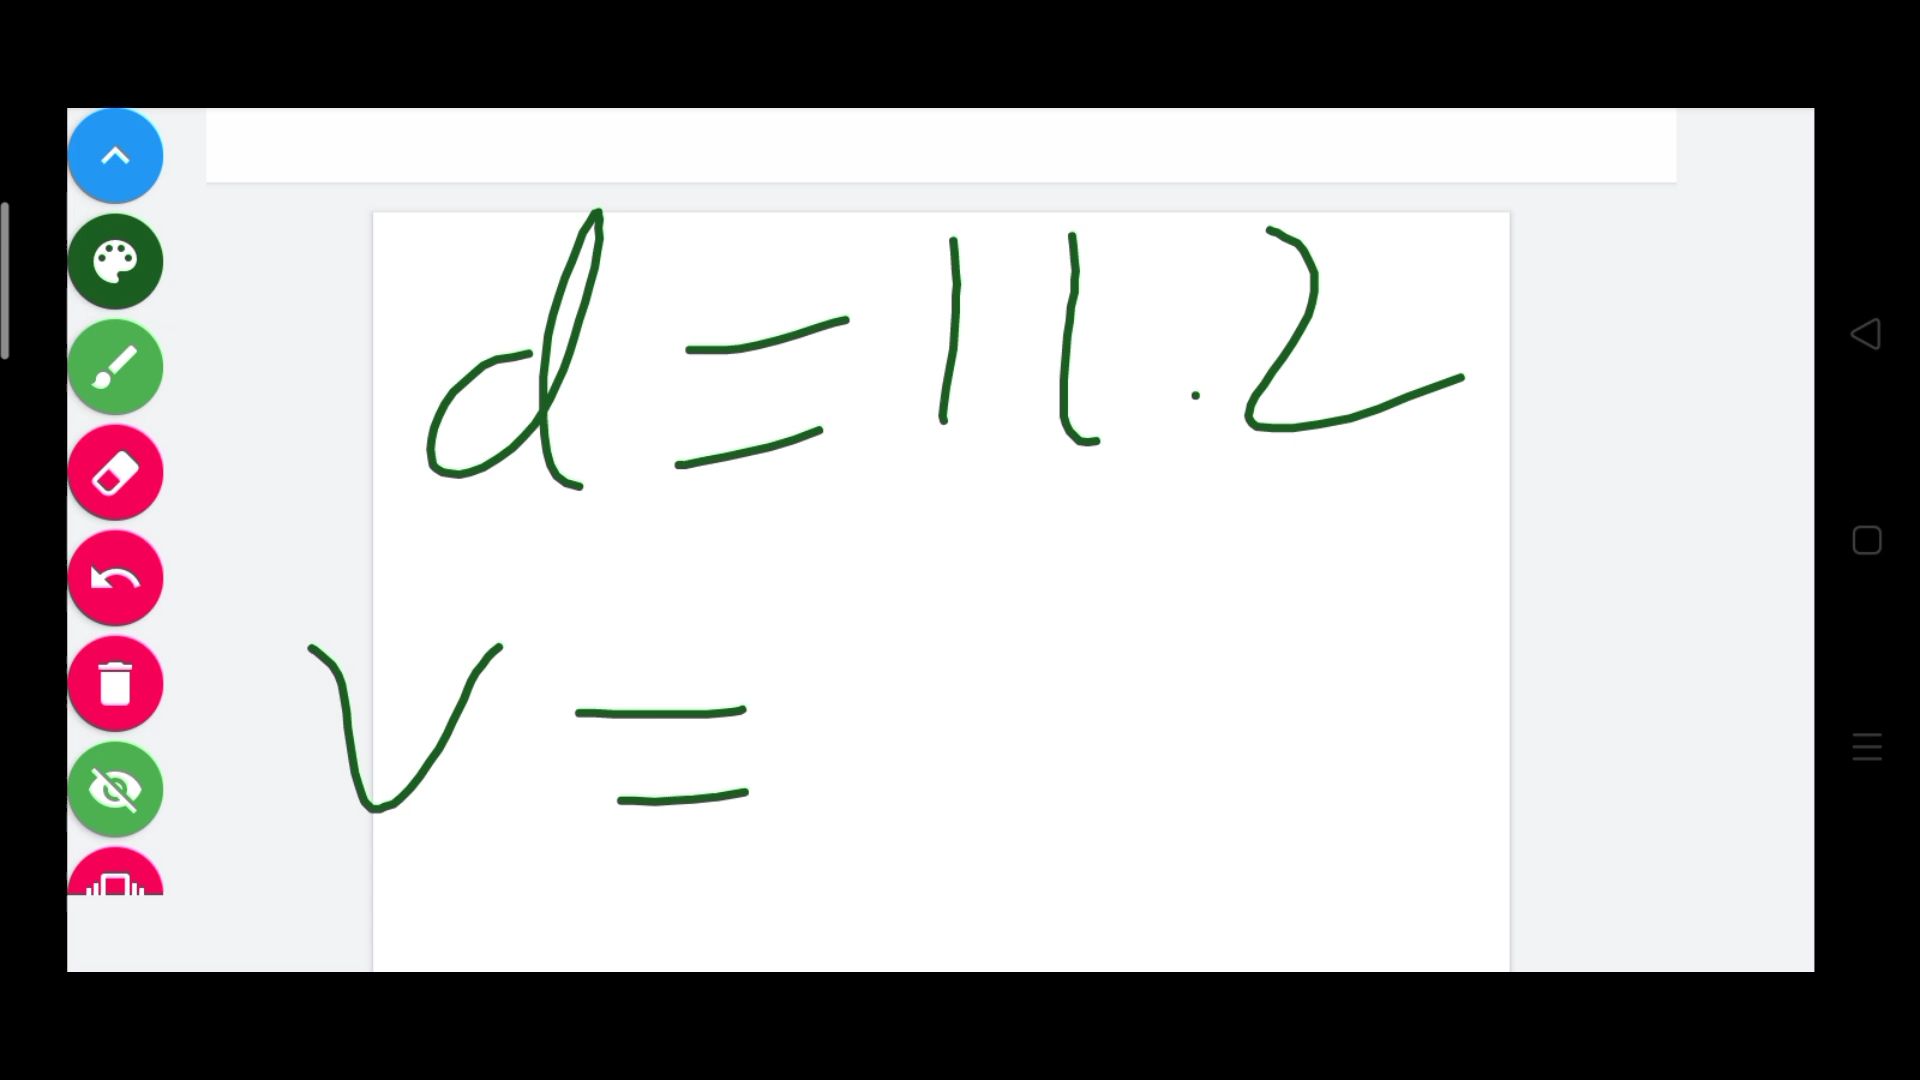 d = 11.2
v =